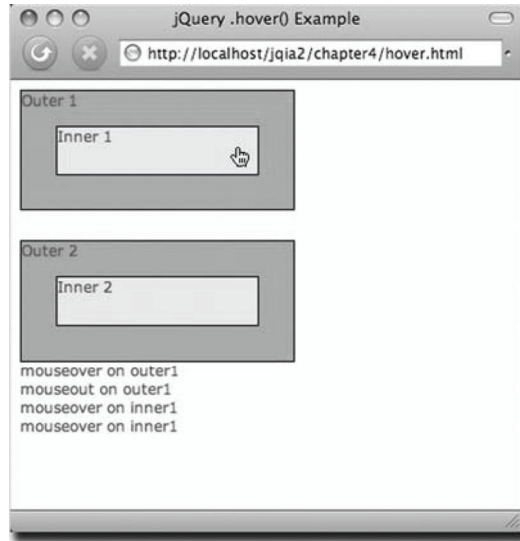 jQuery .hover() Example
http://localhost/jqia2/chapter4/hover.html
Outer 1
Inner 1
Outer 2
Inner 2
mouseover on outer1
mouseout on outer1
mouseover on inner1
mouseover on inner1